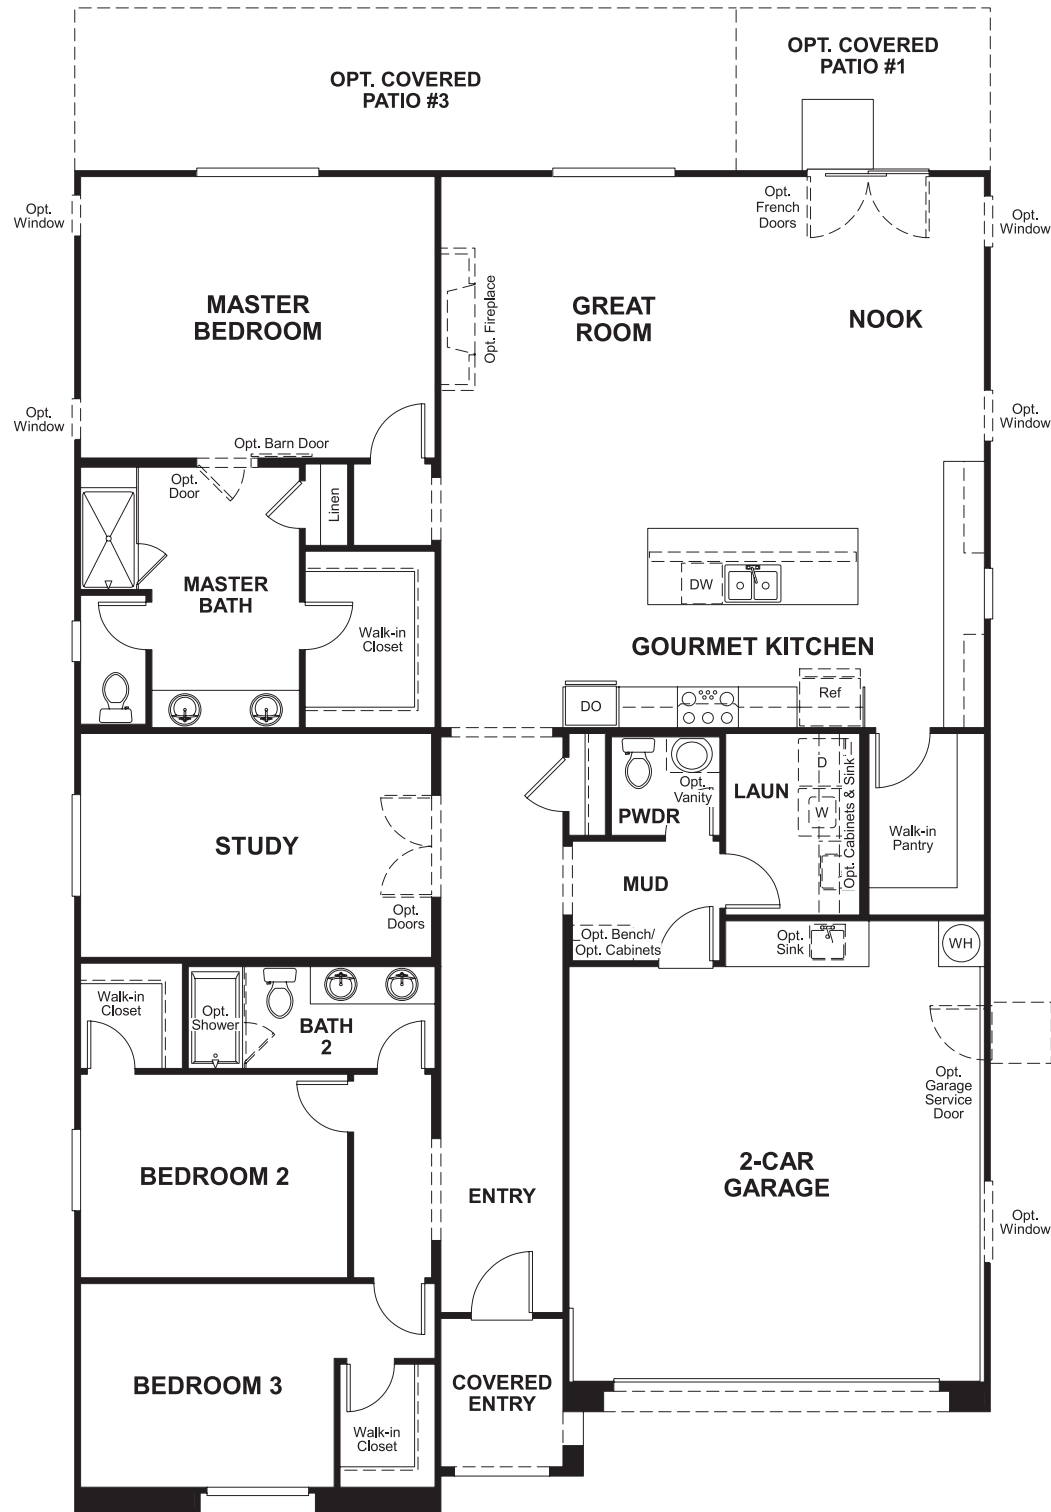 OPT. COVERED
PATIO #3
OPT. COVERED
PATIO #1
Opt.
Window
Opt.
French
Doors
Opt.
Window
MASTER
BEDROOM
Opt. Fireplace
GREAT
ROOM
NOOK
Opt.
Window
Opt.
Window
Opt. Barn Door
Opt.
Door
Linen
MASTER
BATH
Walk-in
Closet
DW
GOURMET KITCHEN
DO
Ref
STUDY
Opt.
Doors
PWDR
Opt.
Vanity
LAUN
D
W
Opt. Cabinets & Sink
Walk-in
Pantry
MUD
Opt. Bench/
Opt. Cabinets
Opt.
Sink
WH
Walk-in
Closet
Opt.
Shower
BATH
2
Opt.
Garage
Service
Door
BEDROOM 2
ENTRY
2-CAR
GARAGE
Opt.
Window
BEDROOM 3
Walk-in
Closet
COVERED
ENTRY